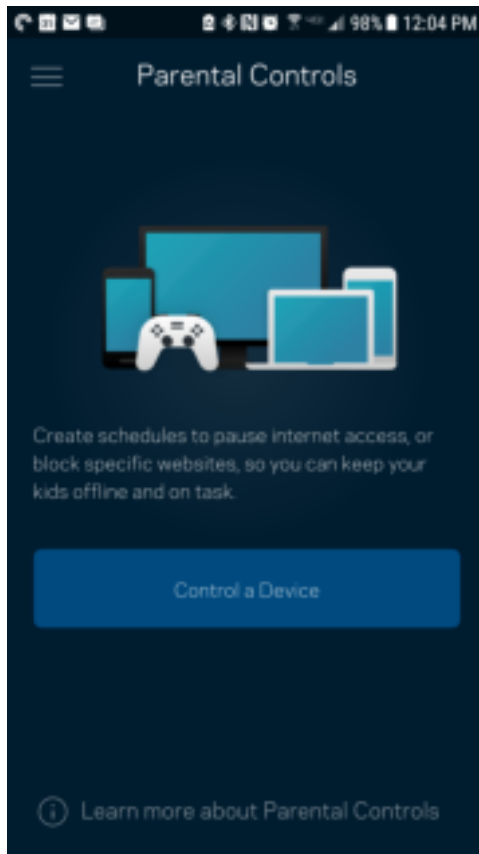 98% 12:04 PM
Parental Controls
Create schedules to pause internet access, or
block specific websites, so you can keep your
kids offline and on task.
Control a Device
Learn more about Parental Controls